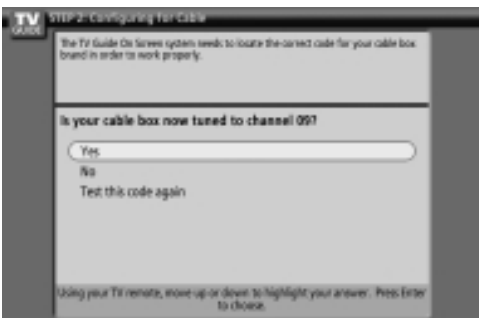 TV
GUIDE
STEP 2: Configuring for Cable
The TV Guide On Screen system needs to locate the correct code for your cable box
brand in order to work properly.
Is your cable box now tuned to channel 09?
Yes
No
Test this code again
Using your TV remote, move up or down to highlight your answer. Press Enter
to choose.